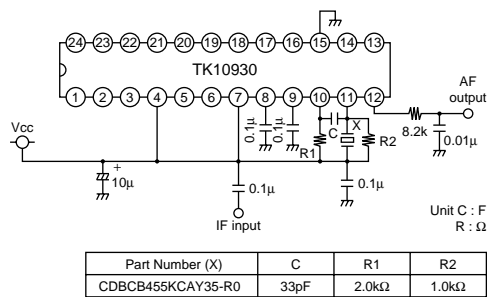 24 23 22 21 20 19 18 17 16 15 14 13
TK10930
1 2 3 4 5 6 7 8 9 10 11 12
AF
output
Vcc
0.1μ
0.1μ
C
X
R1
R2
8.2k
0.01μ
+
10μ
0.1μ
0.1μ
IF input
Unit C : F
R : Ω
Part Number (X) C R1 R2
CDBCB455KCAY35-R0 33pF 2.0kΩ 1.0kΩ